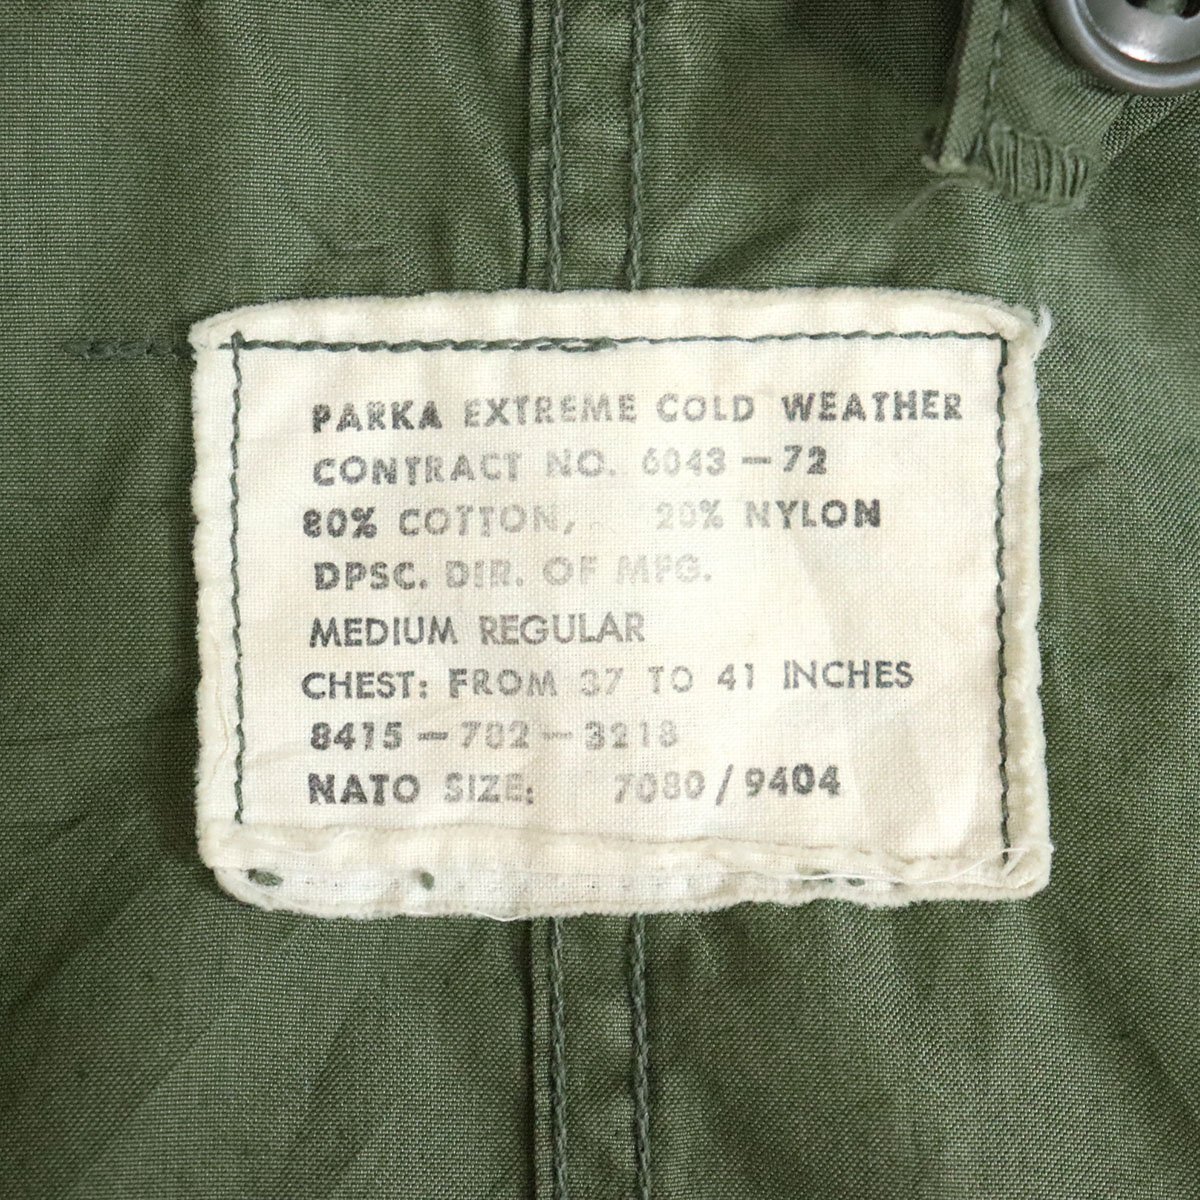 PARKA EXTREME COLD WEATHER
CONTRACT NO. 6043-72
80% COTTON, 20% NYLON
DPSC. DIR. OF MFG.
MEDIUM REGULAR
CHEST: FROM 37 TO 41 INCHES
8415-782-3218
NATO SIZE: 7080/9404